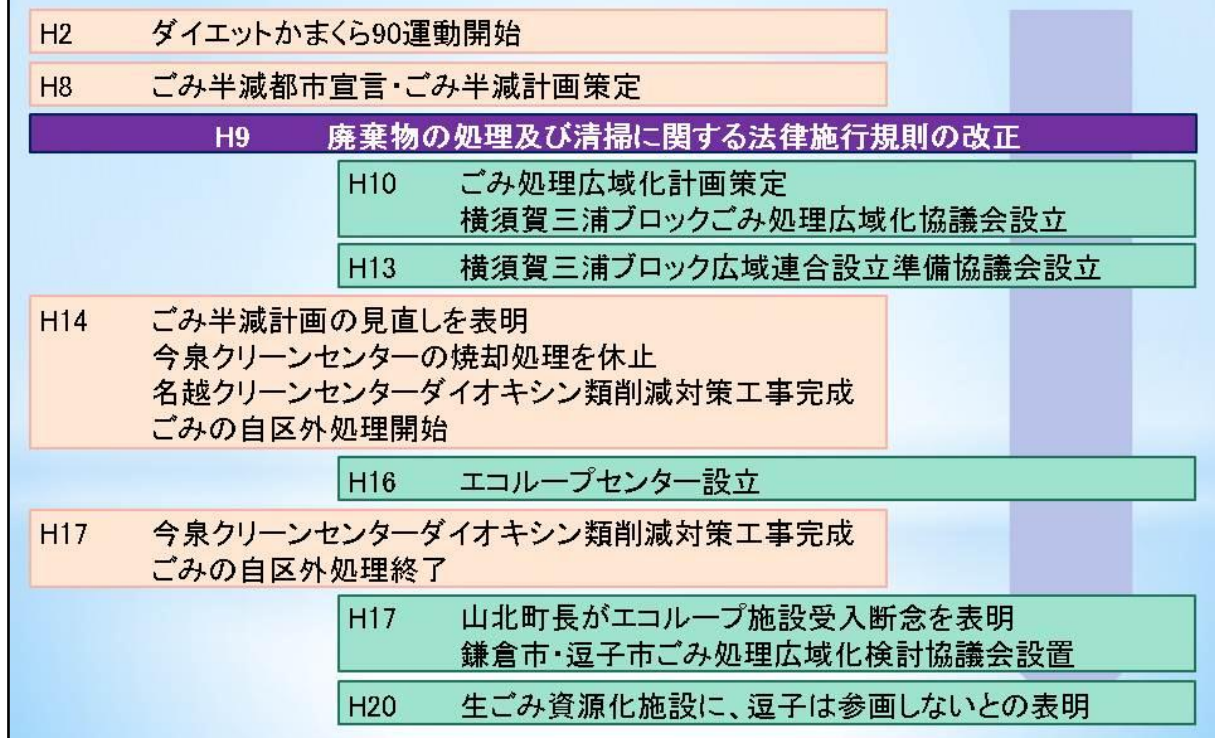 H2 ダイエットかまくら90運動開始
H8 ごみ半減都市宣言・ごみ半減計画策定
H9 廃棄物の処理及び清掃に関する法律施行規則の改正
H10 ごみ処理広域化計画策定
横須賀三浦ブロックごみ処理広域化協議会設立
H13 横須賀三浦ブロック広域連合設立準備協議会設立
H14 ごみ半減計画の見直しを表明
今泉クリーンセンターの焼却処理を休止
名越クリーンセンターダイオキシン類削減対策工事完成
ごみの自区外処理開始
H16 エコループセンター設立
H17 今泉クリーンセンターダイオキシン類削減対策工事完成
ごみの自区外処理終了
H17 山北町長がエコループ施設受入断念を表明
鎌倉市・逗子市ごみ処理広域化検討協議会設置
H20 生ごみ資源化施設に、逗子は参画しないとの表明